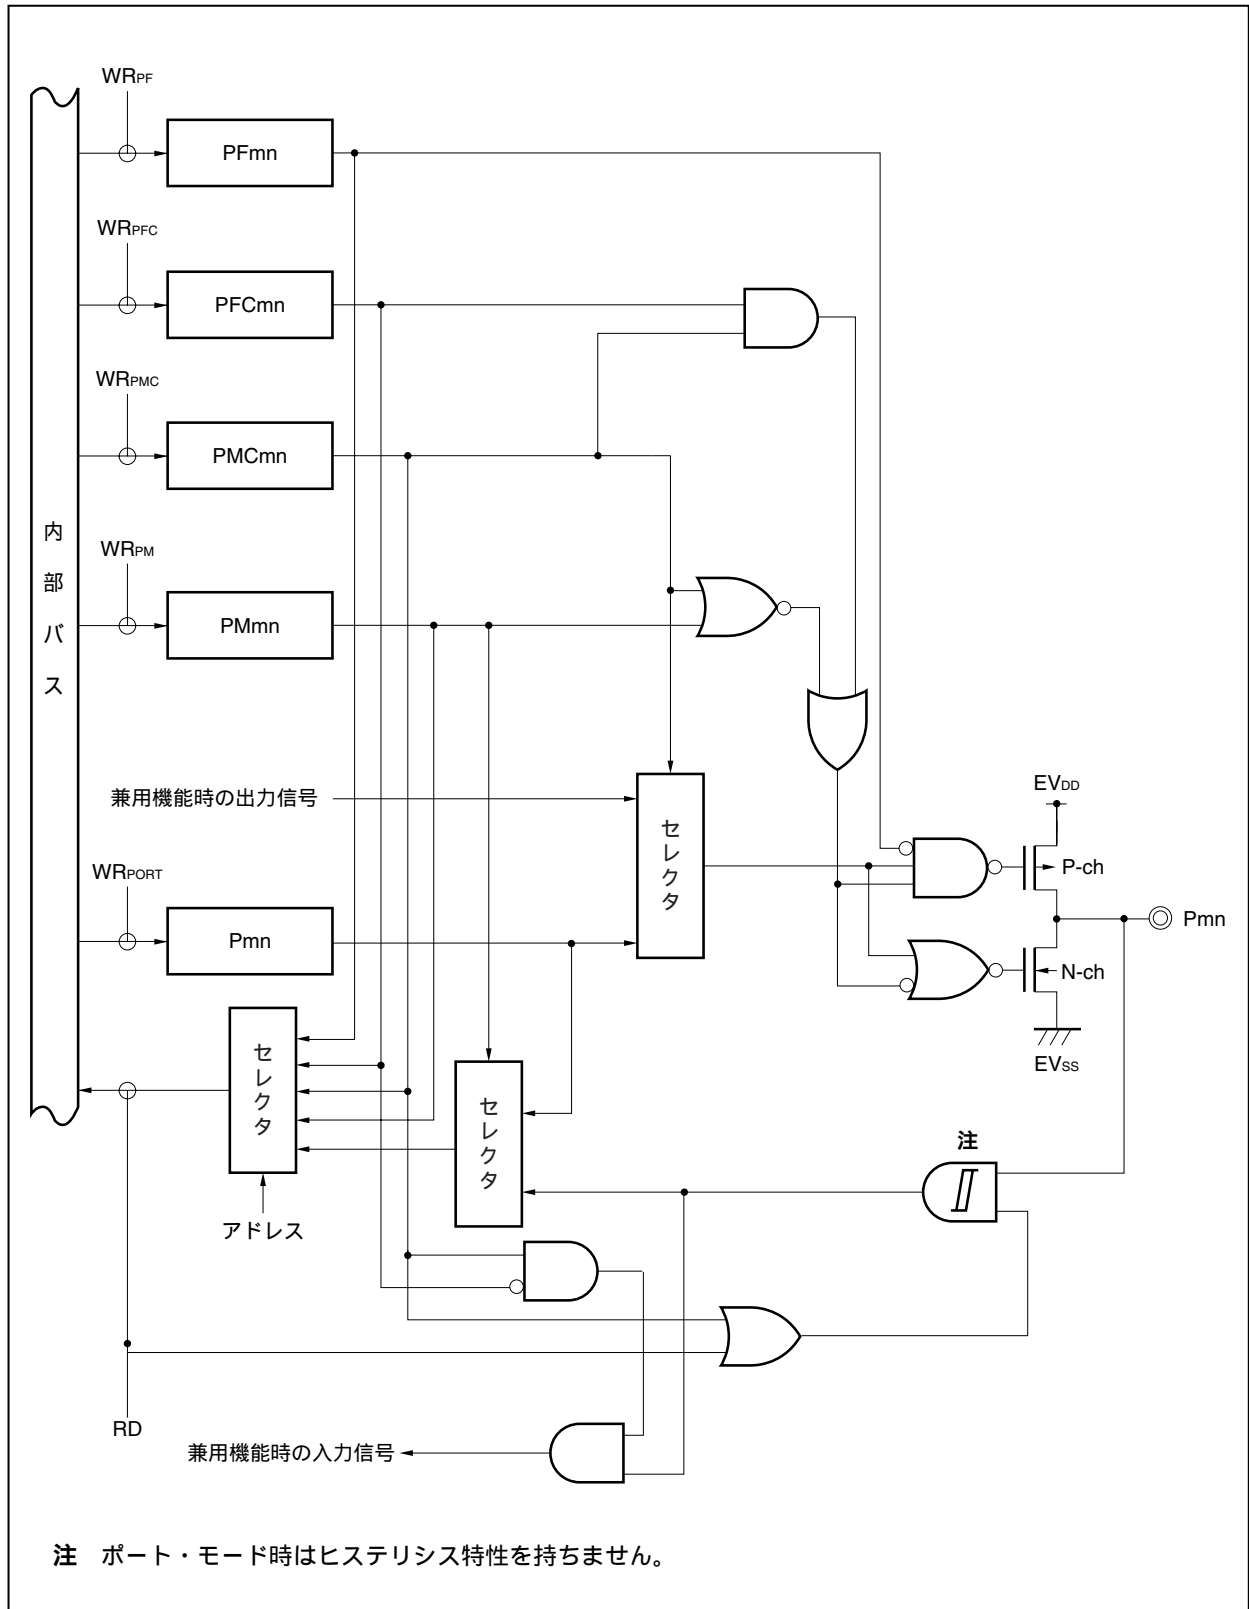 WRPF
PFmn
WRPFC
PFCmn
WRPMC
PMCmn
内部バス
WRPM
PMmn
兼用機能時の出力信号
セレクタ
EVDD
P-ch
WRPORT
Pmn
Pmn
N-ch
EVSS
セレクタ
セレクタ
注
アドレス
RD
兼用機能時の入力信号
注 ポート・モード時はヒステリシス特性を持ちません。